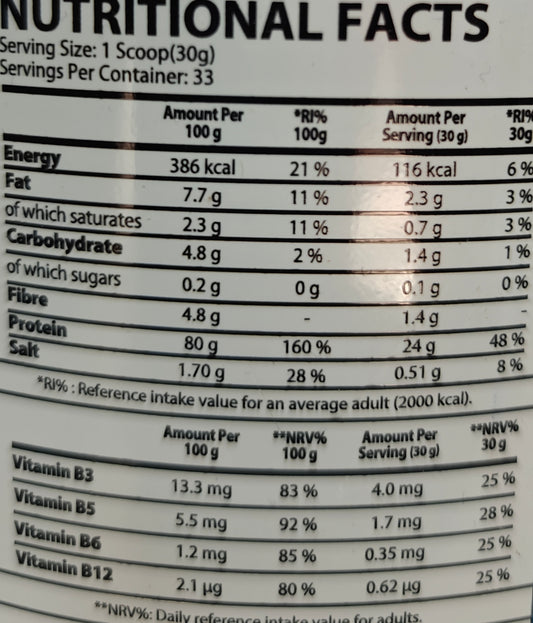 NUTRITIONAL FACTS
Serving Size: 1 Scoop(30g)
Servings Per Container: 33
Amount Per 100 g *RI% 100g Amount Per Serving (30 g) *RI% 30g
Energy 386 kcal 21 % 116 kcal 6 %
Fat 7.7 g 11 % 2.3 g 3 %
of which saturates 2.3 g 11 % 0.7 g 3 %
Carbohydrate 4.8 g 2 % 1.4 g 1 %
of which sugars 0.2 g 0 g 0.1 g 0 %
Fibre 4.8 g - 1.4 g -
Protein 80 g 160 % 24 g 48 %
Salt 1.70 g 28 % 0.51 g 8 %
*RI% : Reference intake value for an average adult (2000 kcal).
Amount Per 100 g **NRV% 100 g Amount Per Serving (30 g) **NRV% 30 g
Vitamin B3 13.3 mg 83 % 4.0 mg 25 %
Vitamin B5 5.5 mg 92 % 1.7 mg 28 %
Vitamin B6 1.2 mg 85 % 0.35 mg 25 %
Vitamin B12 2.1 µg 80 % 0.62 µg 25 %
**NRV%: Daily reference intake value for adults.